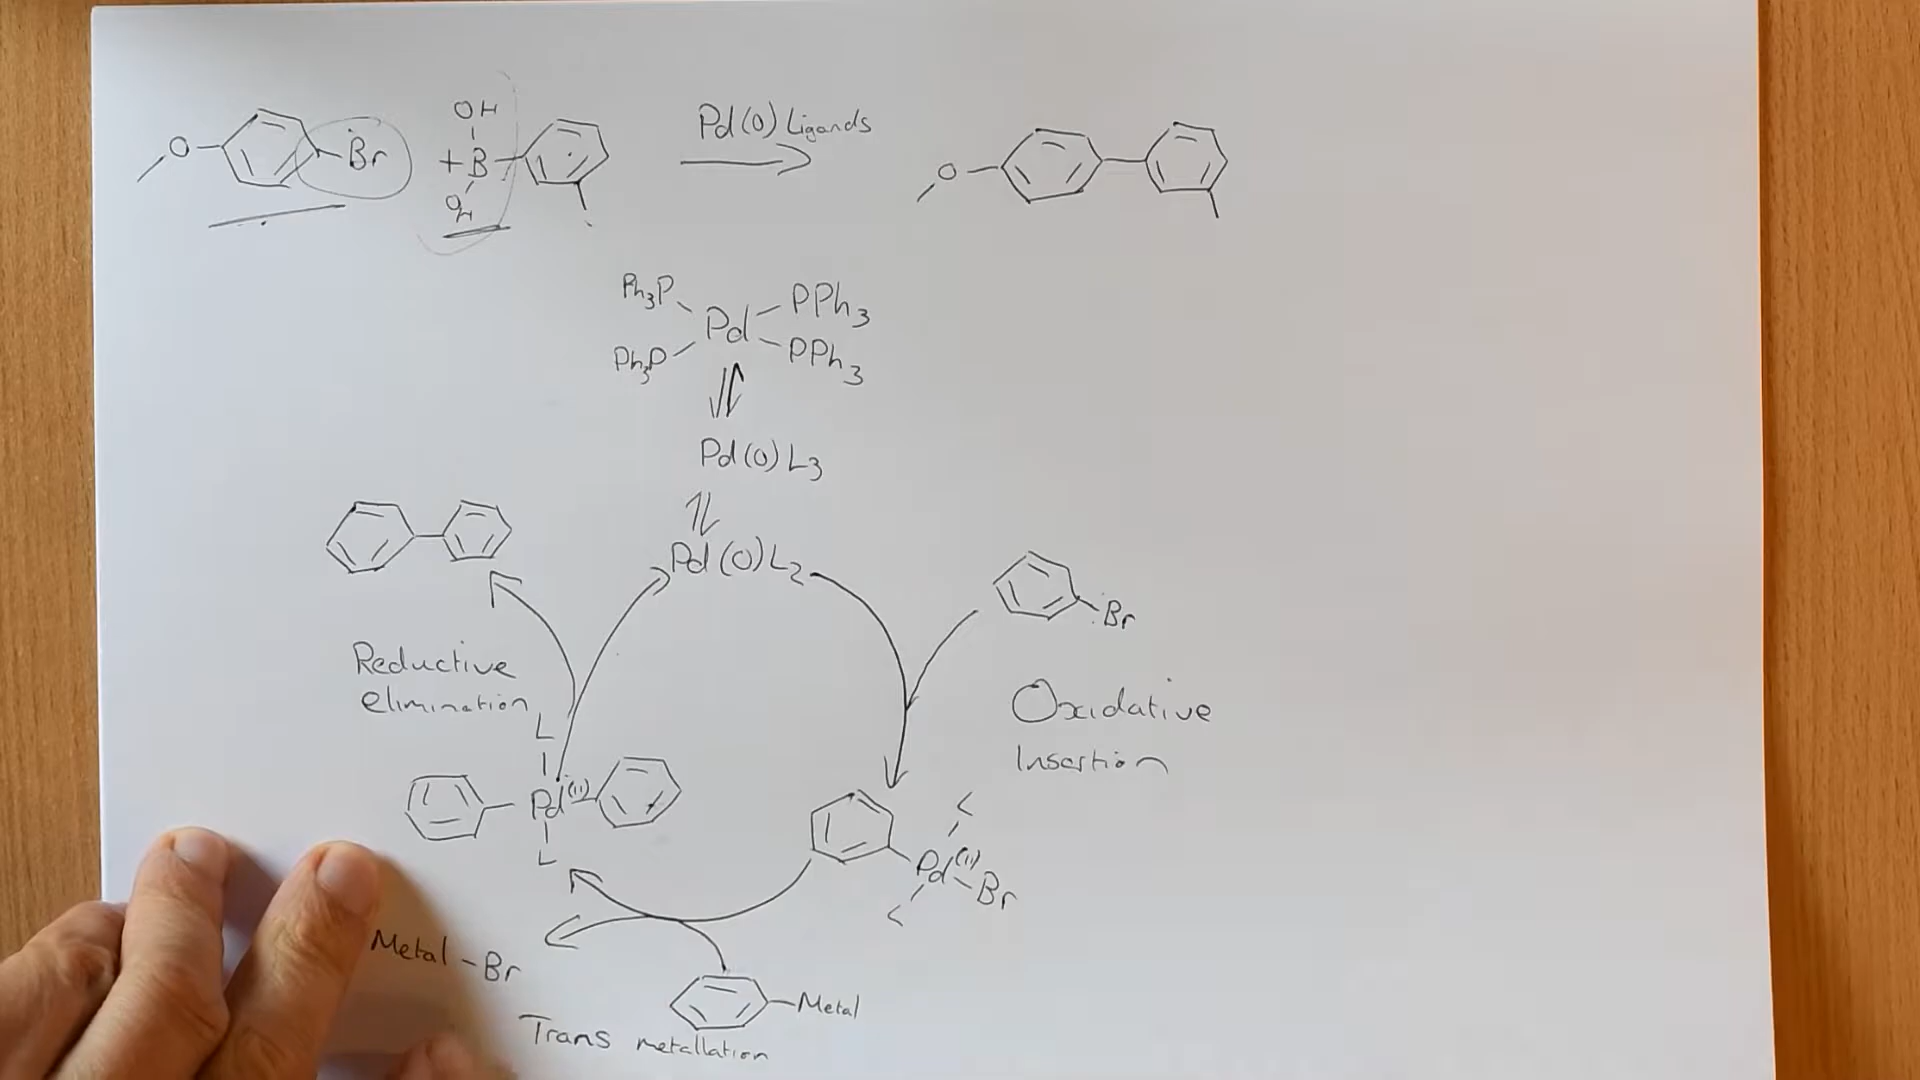 OH
O Br + B
OH
Pd(0) Ligands
O
Ph3P PPh3
Pd
Ph3P PPh3
Pd(0)L3
Pd(0)L2
Br
Reductive
elimination
Oxidative
Insertion
L
Pd(II)
L
L
Pd(II)
Br
L
Metal-Br
Metal
Trans metallation